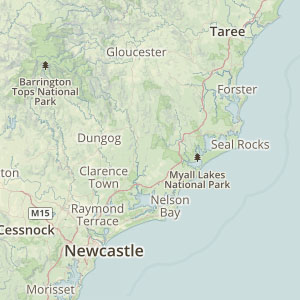 Taree
Gloucester
Barrington
Tops National
Park
Forster
Dungog
Seal Rocks
Clarence
Town
Myall Lakes
National Park
M15
Raymond
Terrace
Nelson
Bay
Cessnock
Newcastle
Morisset